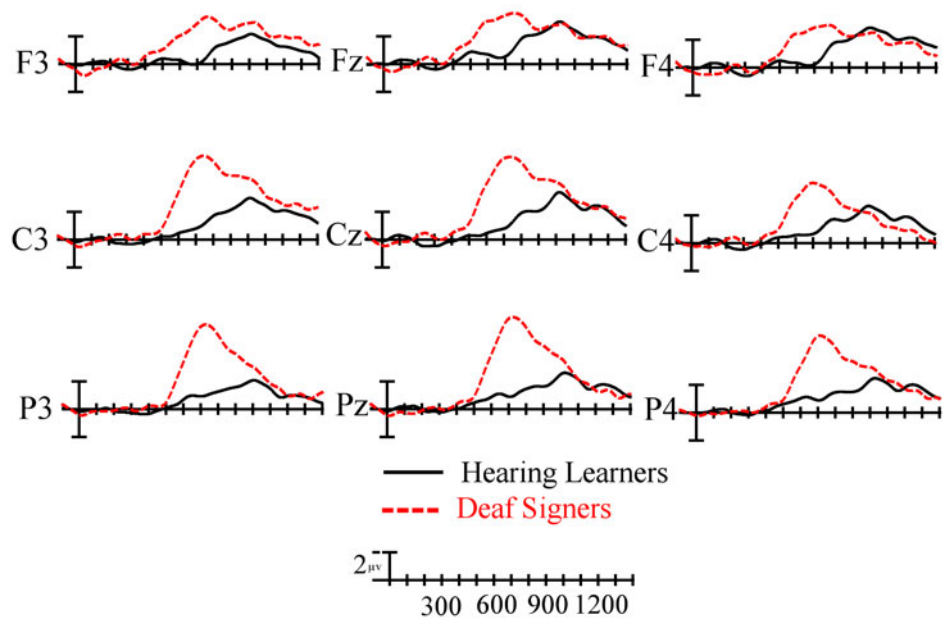 F3 Fz F4
C3 Cz C4
P3 Pz P4
Hearing Learners
Deaf Signers
2μv
300 600 900 1200